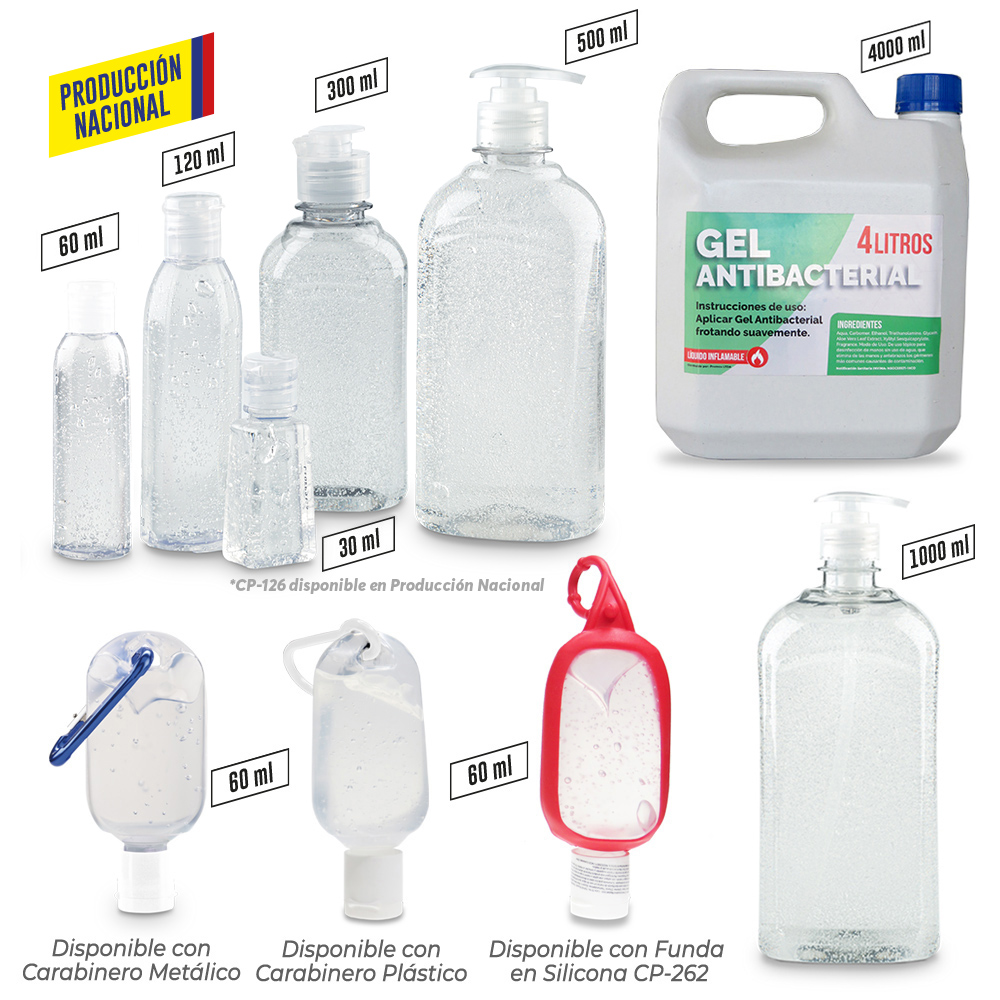 PRODUCCIÓN
NACIONAL
60 ml
120 ml
300 ml
500 ml
4000 ml
GEL
ANTIBACTERIAL
4 LITROS
Instrucciones de uso:
Aplicar Gel Antibacterial
frotando suavemente.
LÍQUIDO INFLAMABLE
INGREDIENTES
30 ml
*CP-126 disponible en Producción Nacional
1000 ml
60 ml
60 ml
Disponible con
Carabinero Metálico
Disponible con
Carabinero Plástico
Disponible con Funda
en Silicona CP-262